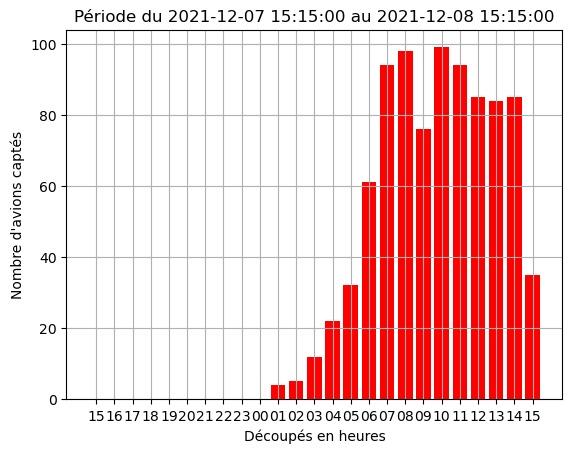 Période du 2021-12-07 15:15:00 au 2021-12-08 15:15:00
Nombre d'avions captés
100
80
60
40
20
0
15 16 17 18 19 20 21 22 23 00 01 02 03 04 05 06 07 08 09 10 11 12 13 14 15
Découpés en heures